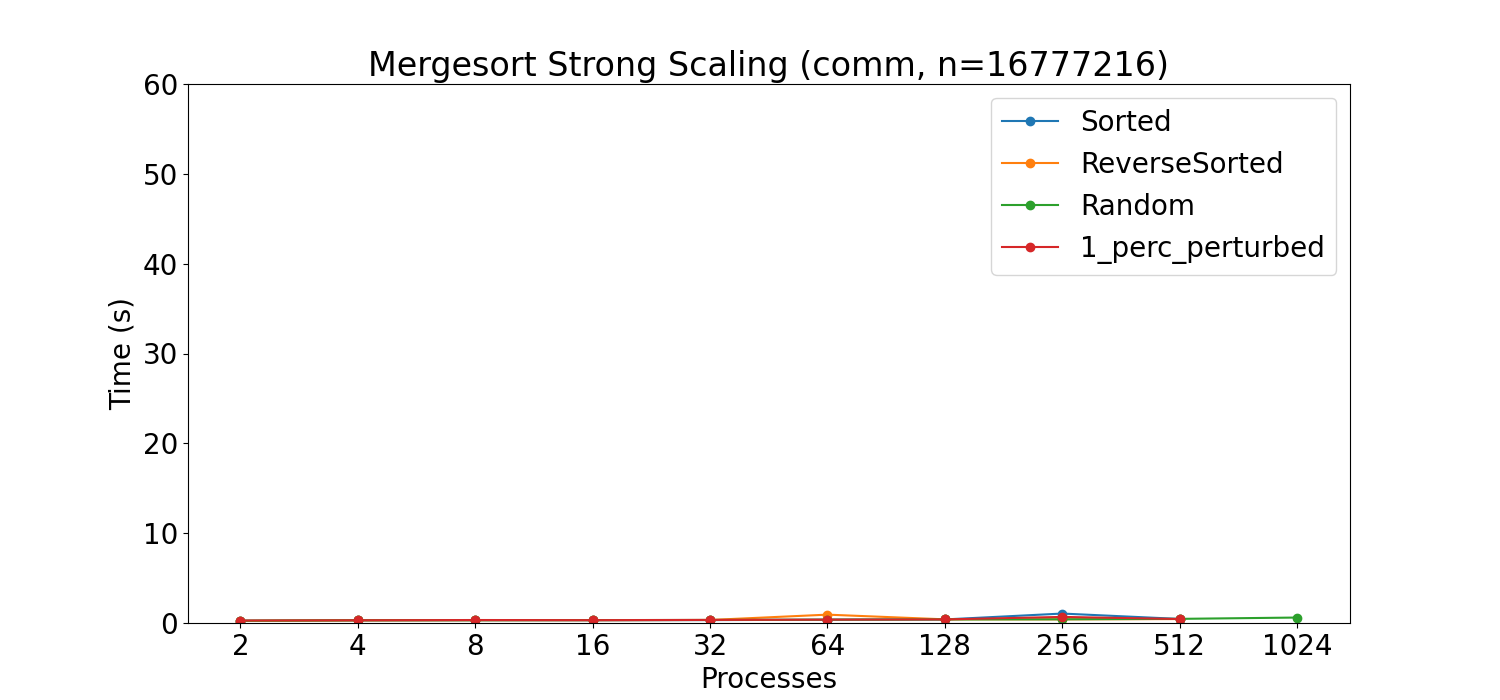 Mergesort Strong Scaling (comm, n=16777216)
60
50
40
30
20
10
0
Time (s)
Sorted
ReverseSorted
Random
1_perc_perturbed
2 4 8 16 32 64 128 256 512 1024
Processes